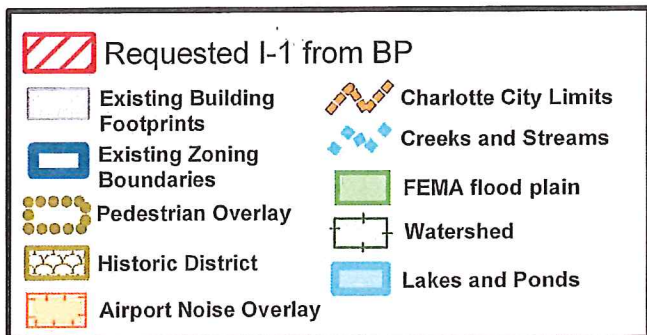 Requested I-1 from BP
Existing Building
Footprints
Existing Zoning
Boundaries
Pedestrian Overlay
Historic District
Airport Noise Overlay
Charlotte City Limits
Creeks and Streams
FEMA flood plain
Watershed
Lakes and Ponds